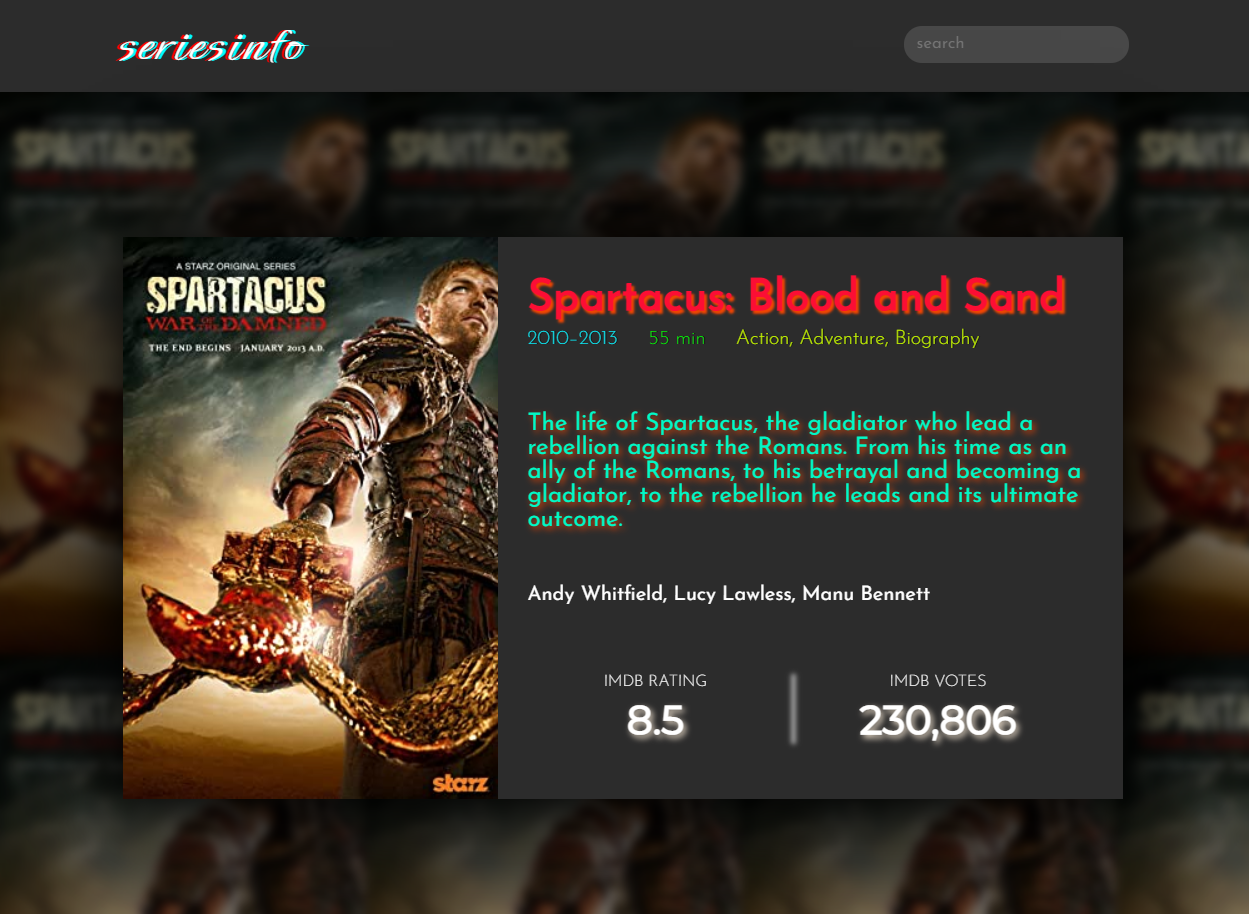 seriesinfo
search
A STARZ ORIGINAL SERIES
SPARTACUS
WAR OF THE DAMNED
THE END BEGINS JANUARY 2013 A.D.
starz
Spartacus: Blood and Sand
2010–2013 55 min Action, Adventure, Biography
The life of Spartacus, the gladiator who lead a
rebellion against the Romans. From his time as an
ally of the Romans, to his betrayal and becoming a
gladiator, to the rebellion he leads and its ultimate
outcome.
Andy Whitfield, Lucy Lawless, Manu Bennett
IMDB RATING
8.5
IMDB VOTES
230,806
SPARTACUS
SPARTACUS
SPARTACUS